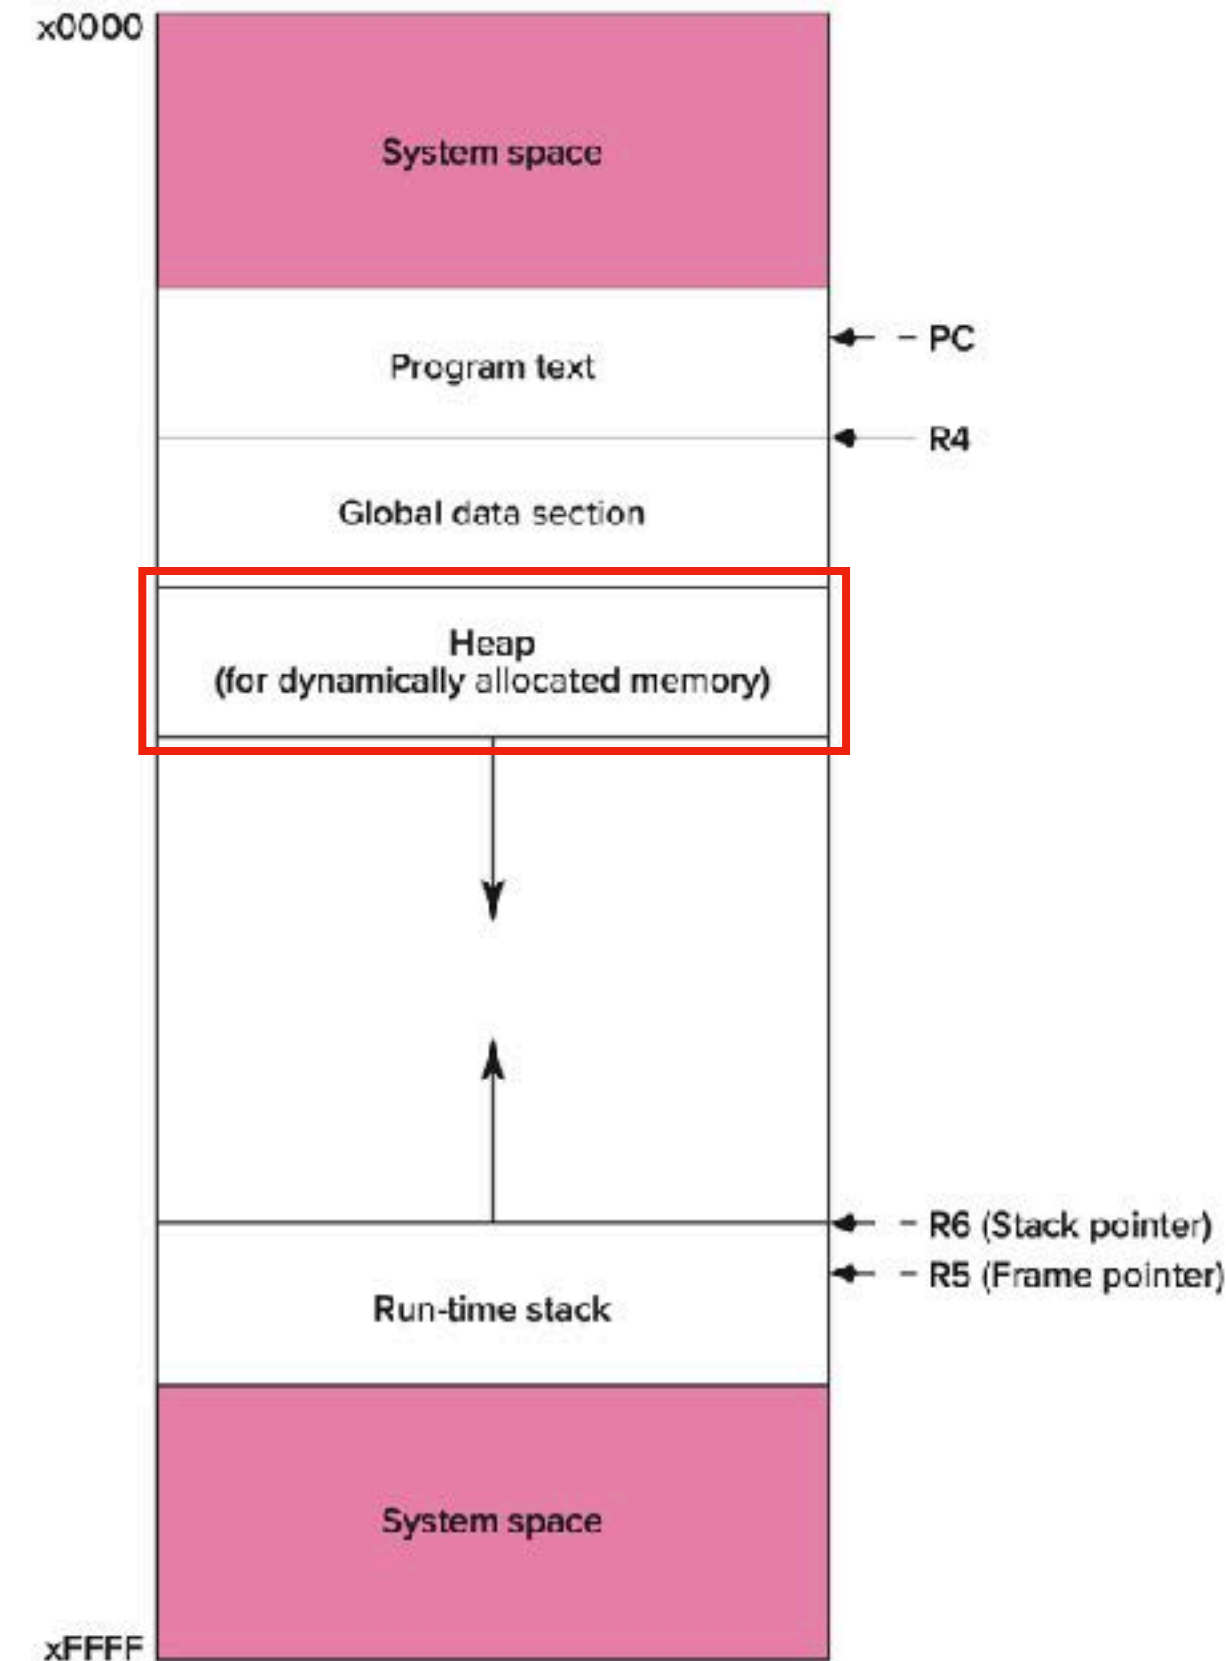 x0000
System space
PC
Program text
R4
Global data section
Heap
(for dynamically allocated memory)
R6 (Stack pointer)
R5 (Frame pointer)
Run-time stack
System space
xFFFF